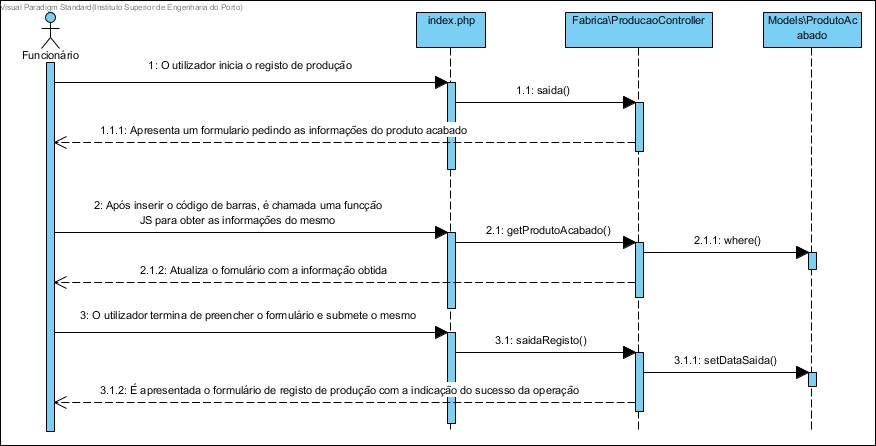 Visual Paradigm Standard(Instituto Superior de Engenharia do Porto)
Funcionário
index.php
Fabrica\ProducaoController
Models\ProdutoAc
abado
1: O utilizador inicia o registo de produção
1.1: saida()
1.1.1: Apresenta um formulario pedindo as informações do produto acabado
2: Após inserir o código de barras, é chamada uma funcção
JS para obter as informações do mesmo
2.1: getProdutoAcabado()
2.1.1: where()
2.1.2: Atualiza o fomulário com a informação obtida
3: O utilizador termina de preencher o formulário e submete o mesmo
3.1: saidaRegisto()
3.1.1: setDataSaida()
3.1.2: É apresentada o formulário de registo de produção com a indicação do sucesso da operação